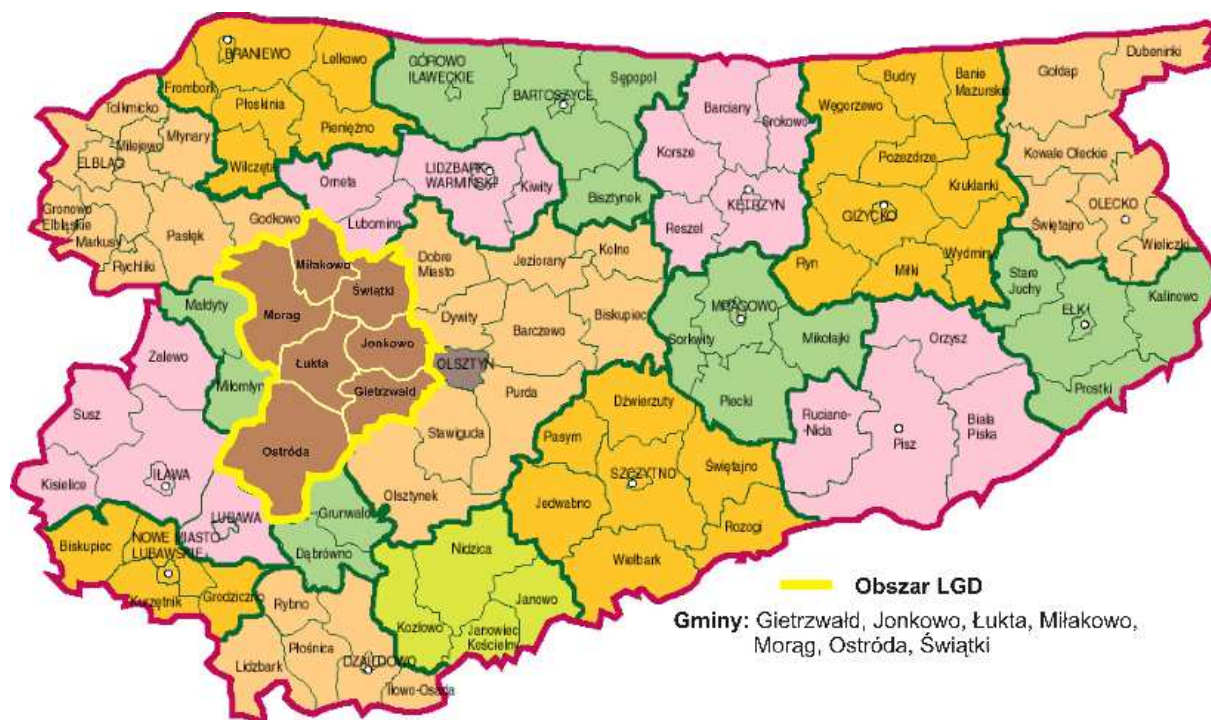 BRANIEWO
Lelkowo
Frombork
Płoskinia
Pieniężno
Wilczęta
GÓROWO
IŁAWECKIE
Sępopol
BARTOSZYCE
Bisztynek
Barciany
Srokowo
Korsze
KĘTRZYN
Reszel
Budry
Banie
Mazurskie
Węgorzewo
Pozezdrze
Kruklanki
GIŻYCKO
Wydminy
Ryn
Miłki
Gołdap
Dubeninki
Kowale Oleckie
OLECKO
Świętajno
Wieliczki
Tolkmicko
Młynary
Milejewo
ELBLĄG
Gronowo
Elbląskie
Markusy
Pasłęk
Rychliki
Godkowo
Orneta
LIDZBARK
WARMIŃSKI
Kiwity
Lubomino
Miłakowo
Świątki
Morąg
Jonkowo
Łukta
Gietrzwałd
Ostróda
Małdyty
Miłomłyn
Zalewo
Susz
Kisielice
IŁAWA
LUBAWA
Dobre
Miasto
Jeziorany
Kolno
Dywity
Barczewo
Biskupiec
OLSZTYN
Purda
Stawiguda
Olsztynek
Grunwald
Dąbrówno
MRĄGOWO
Sorkwity
Mikołajki
Piecki
Stare
Juchy
EŁK
Kalinowo
Prostki
Orzysz
Ruciane-
Nida
Pisz
Biała
Piska
Dźwierzuty
Pasym
SZCZYTNO
Świętajno
Jedwabno
Rozogi
Wielbark
Biskupiec
NOWE MIASTO
LUBAWSKIE
Kurzętnik
Grodziczno
Rybno
Płośnica
Lidzbark
DZIAŁDOWO
Iłowo-Osada
Nidzica
Janowo
Kozłowo
Janowiec
Kościelny
Obszar LGD
Gminy: Gietrzwałd, Jonkowo, Łukta, Miłakowo,
Morąg, Ostróda, Świątki